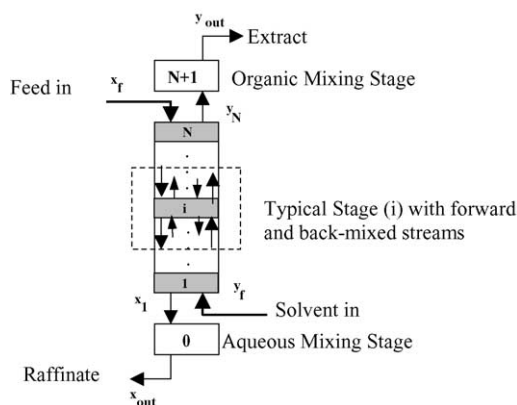 y out
Extract
N+1
Organic Mixing Stage
Feed in
x f
y N
N
i
Typical Stage (i) with forward
and back-mixed streams
1
x 1
y f
Solvent in
0
Aqueous Mixing Stage
Raffinate
x out